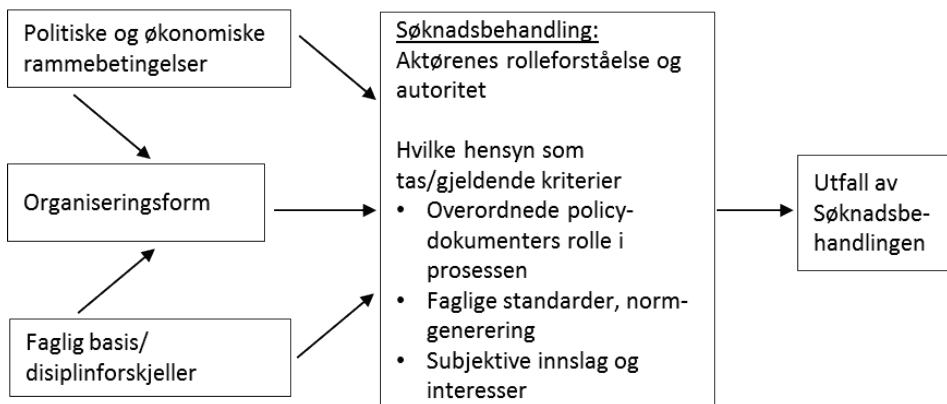 Politiske og økonomiske
rammebetingelser
Organiseringsform
Faglig basis/
disiplinforskjeller
Søknadsbehandling:
Aktørenes rolleforståelse og
autoritet
Hvilke hensyn som
tas/gjeldende kriterier
• Overordnede policy-
dokumenters rolle i
prosessen
• Faglige standarder, norm-
generering
• Subjektive innslag og
interesser
Utfall av
Søknadsbe-
handlingen